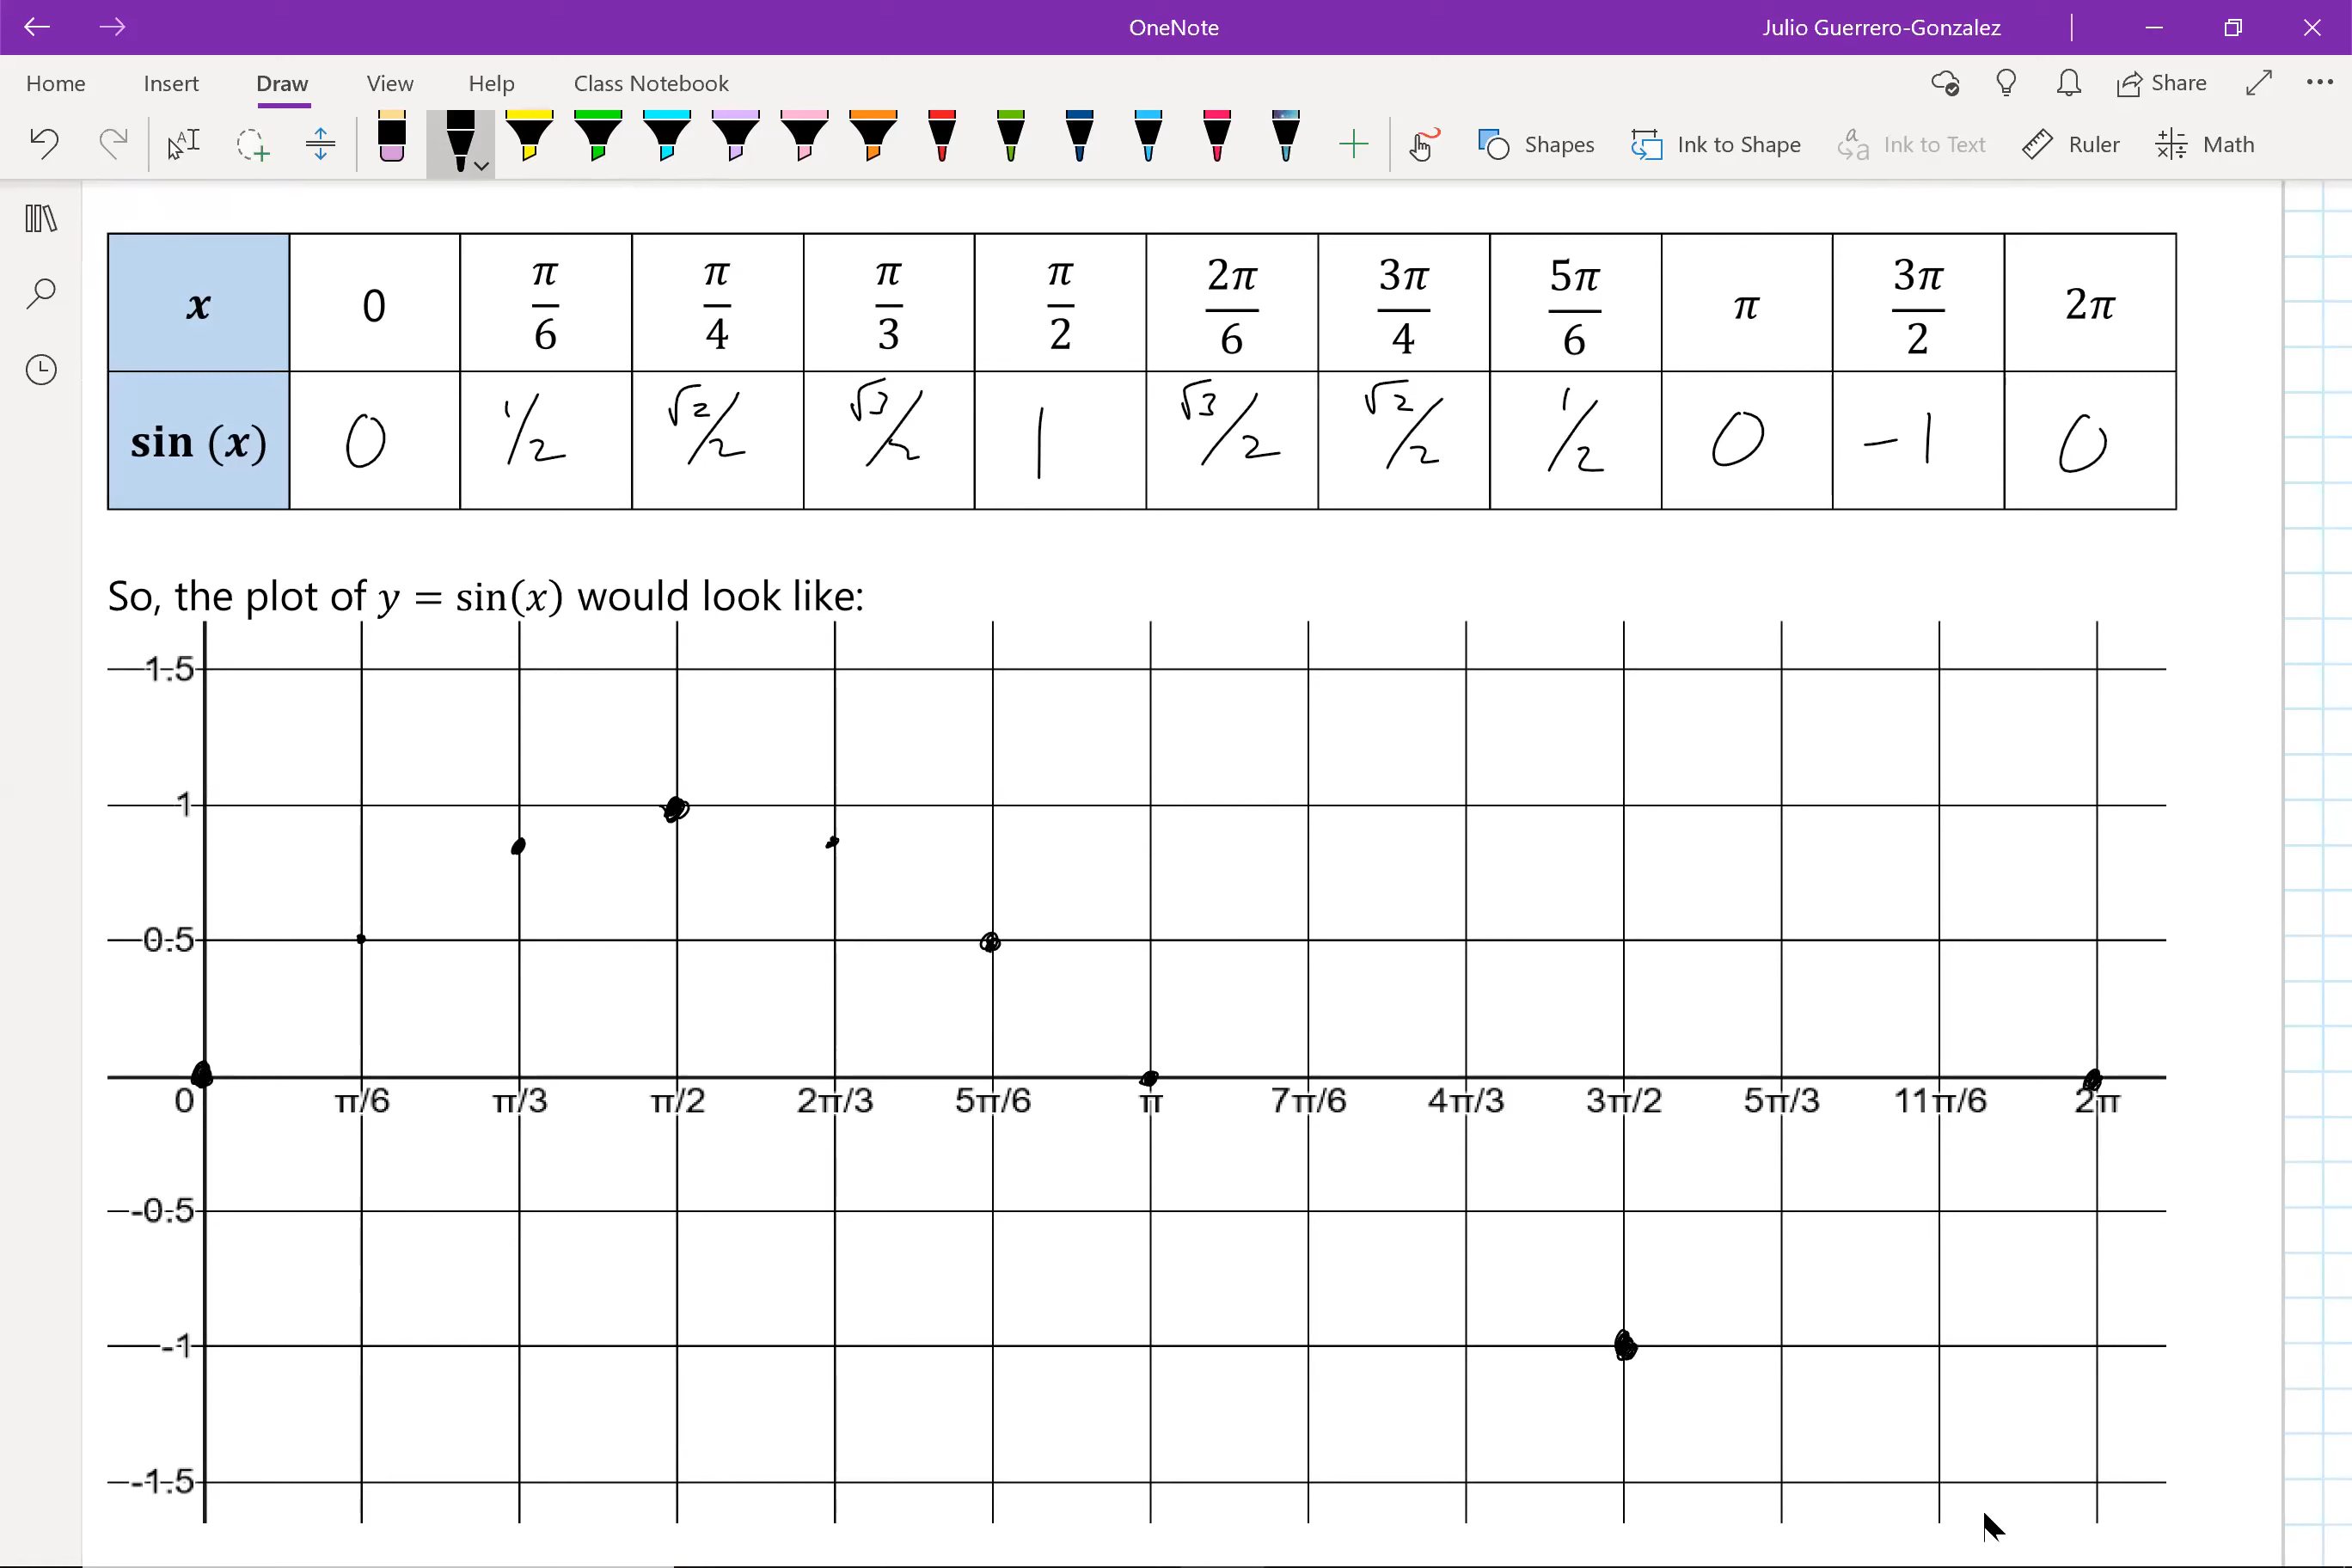 OneNote
Julio Guerrero-Gonzalez
Home Insert Draw View Help Class Notebook
Share
Shapes Ink to Shape Ink to Text Ruler Math
x 0 π/6 π/4 π/3 π/2 2π/6 3π/4 5π/6 π 3π/2 2π
sin (x) 0 1/2 √2/2 √3/2 1 √3/2 √2/2 1/2 0 -1 0
So, the plot of y = sin(x) would look like:
1.5
1
0.5
0 π/6 π/3 π/2 2π/3 5π/6 π 7π/6 4π/3 3π/2 5π/3 11π/6 2π
-0.5
-1
-1.5